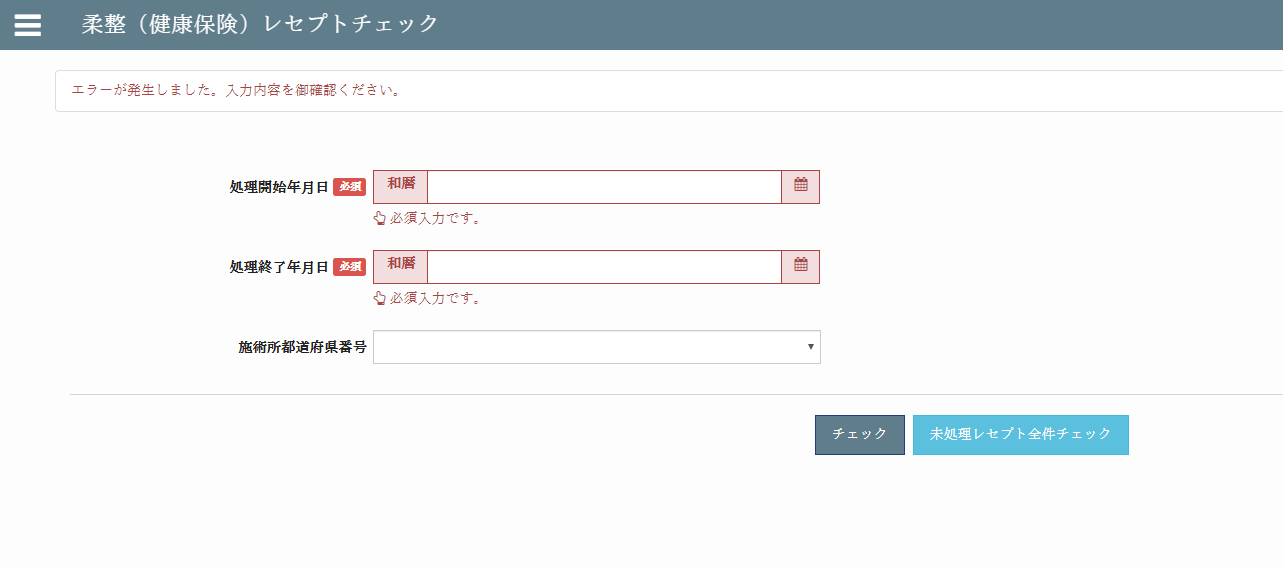 柔整（健康保険）レセプトチェック
エラーが発生しました。入力内容を御確認ください。
処理開始年月日 必須 和暦
必須入力です。
処理終了年月日 必須 和暦
必須入力です。
施術所都道府県番号
チェック 未処理レセプト全件チェック